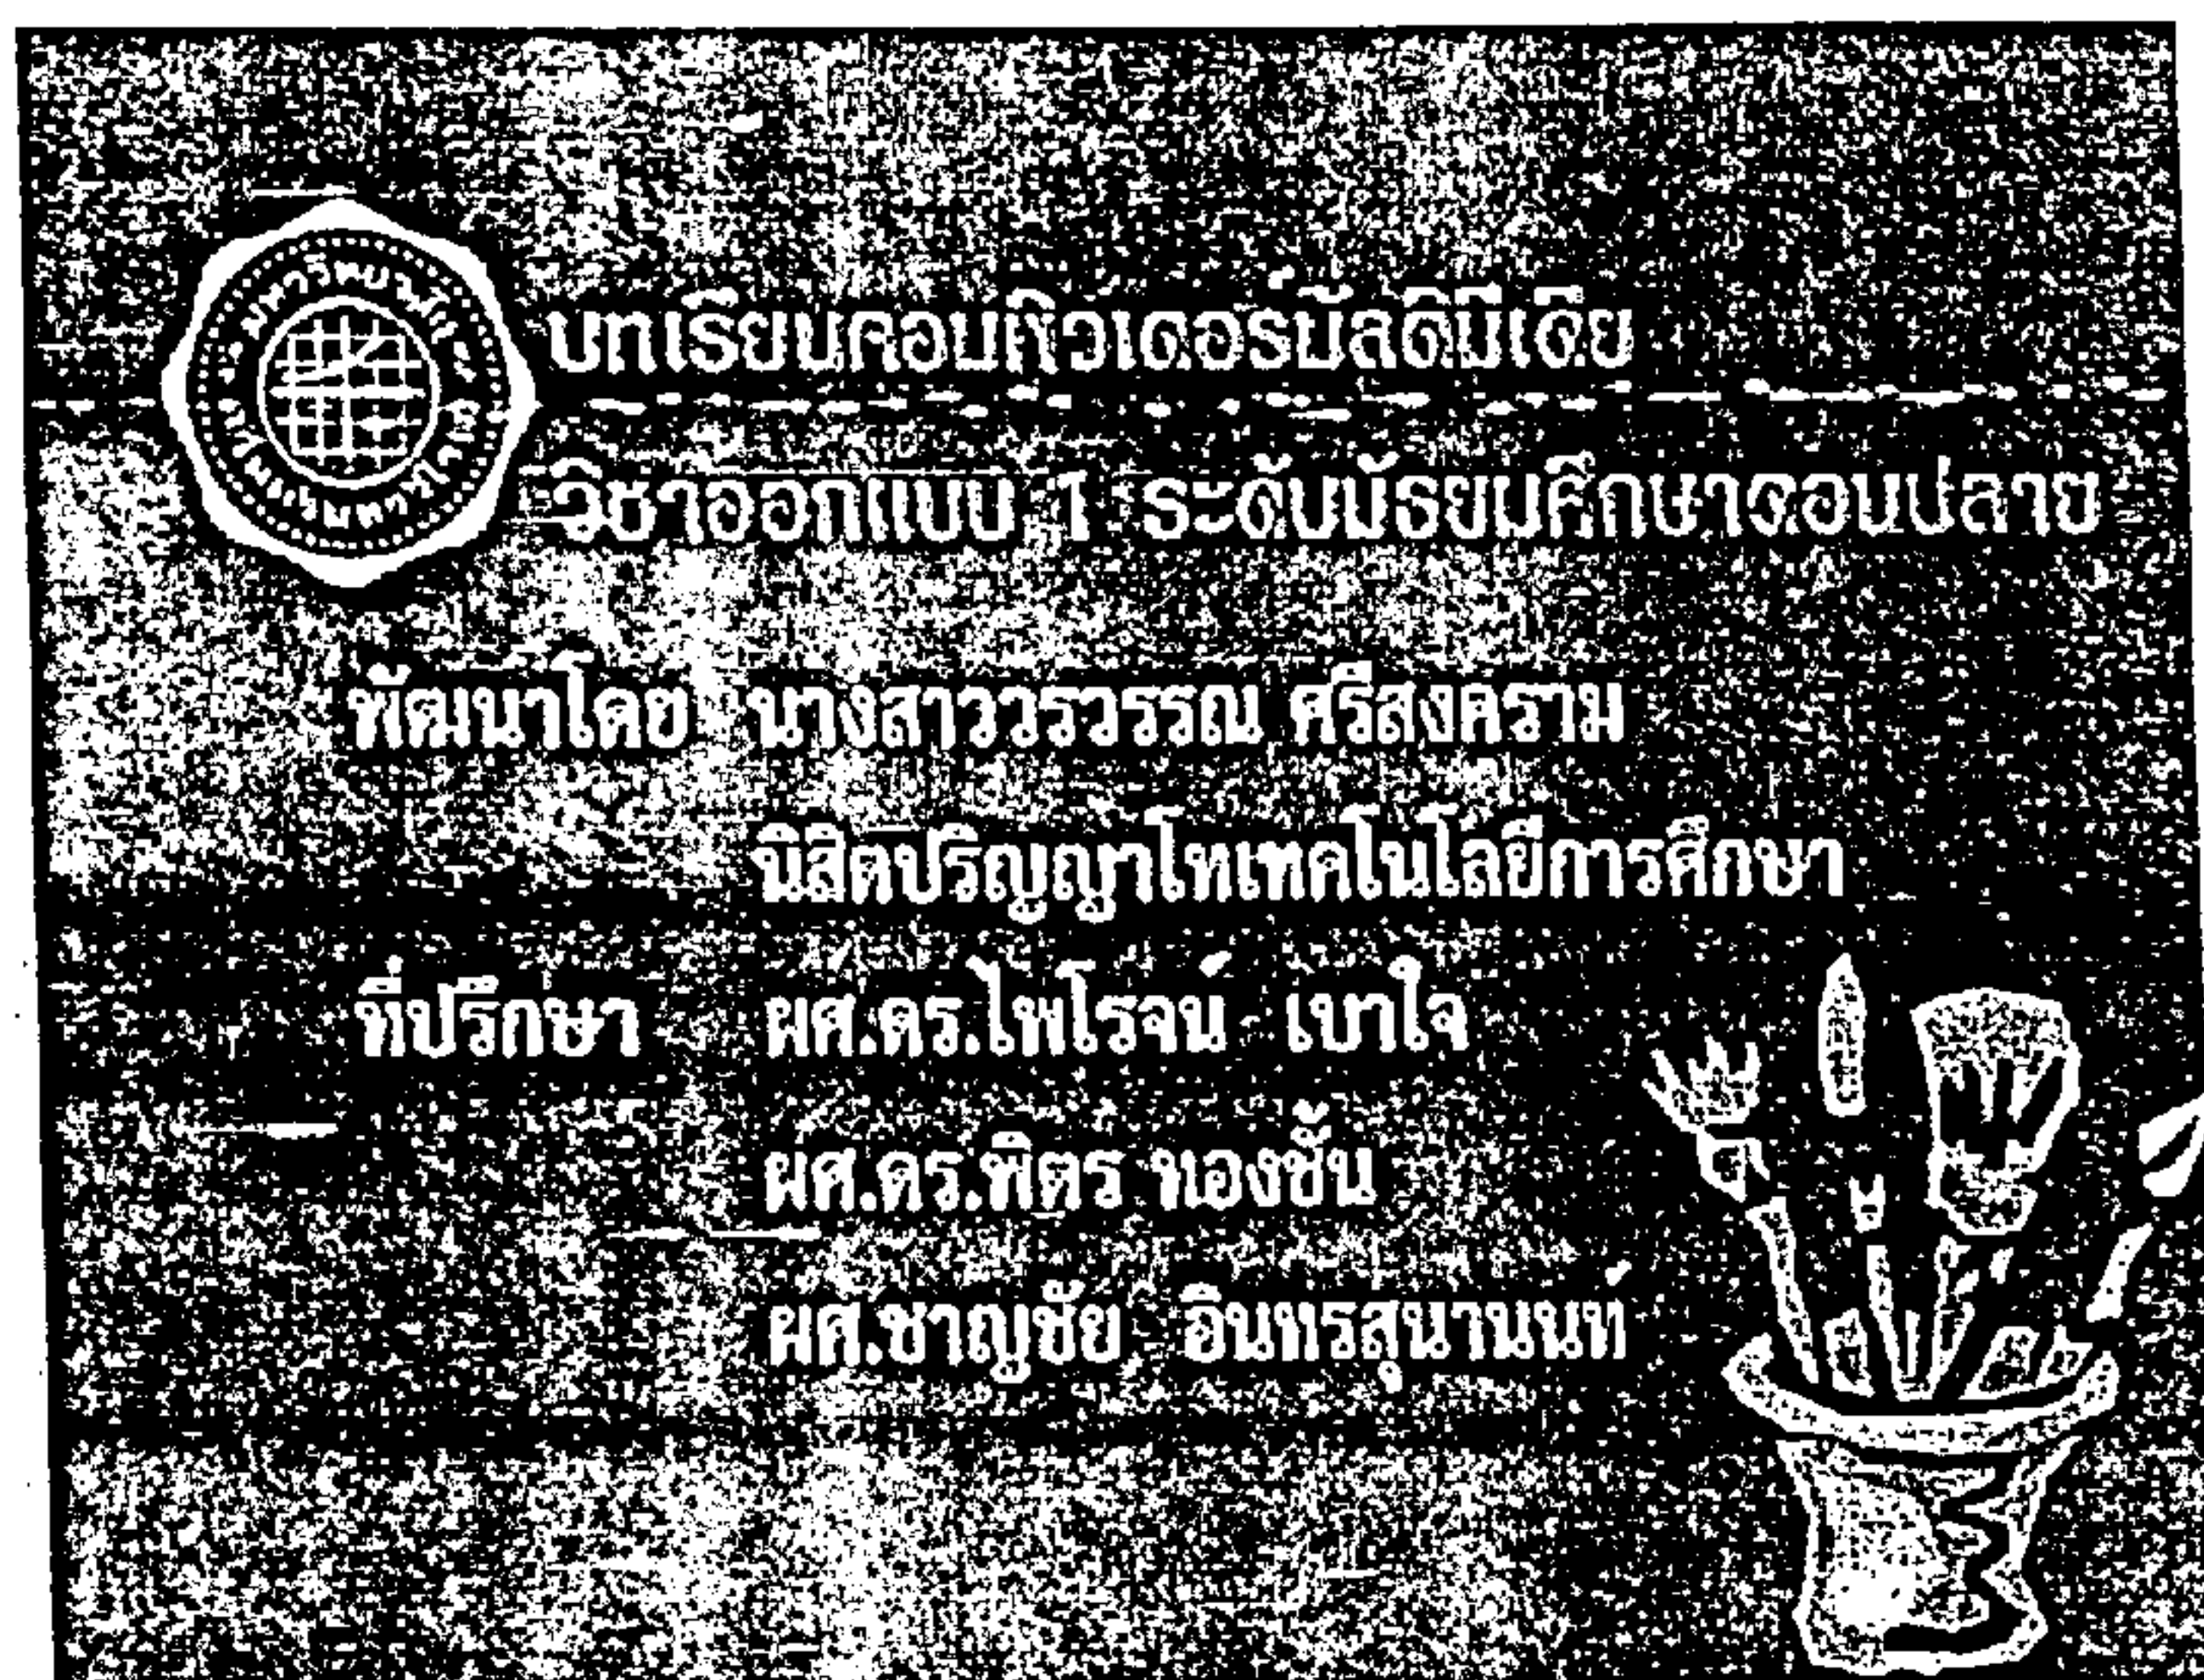 บทเรียนคอมพิวเตอร์มัลติมีเดีย
วิชาออกแบบ 1 ระดับมัธยมศึกษาตอนปลาย
พัฒนาโดย นางสาววรวรรณ ศรีสงคราม
นิสิตปริญญาโทเทคโนโลยีการศึกษา
ที่ปรึกษา ผศ.ดร.ไพโรจน์ เบาใจ
ผศ.ดร.พิตร ทองชั้น
ผศ.ชาญชัย อินทรสุนานนท์